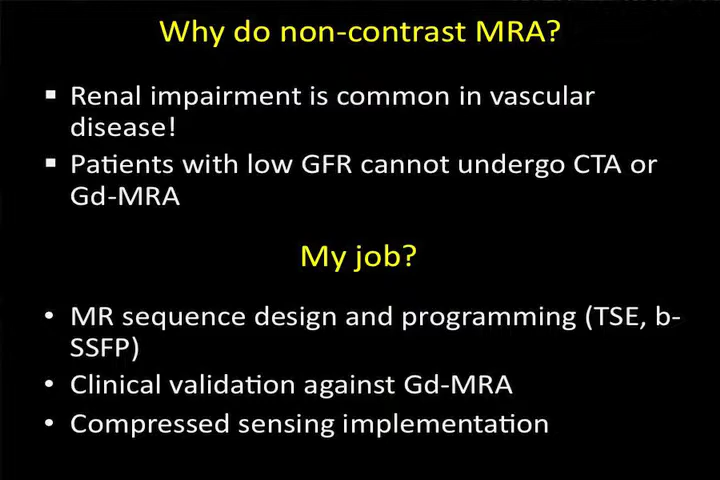 Why do non-contrast MRA?
▪ Renal impairment is common in vascular
disease!
▪ Patients with low GFR cannot undergo CTA or
Gd-MRA
My job?
• MR sequence design and programming (TSE, b-
SSFP)
• Clinical validation against Gd-MRA
• Compressed sensing implementation